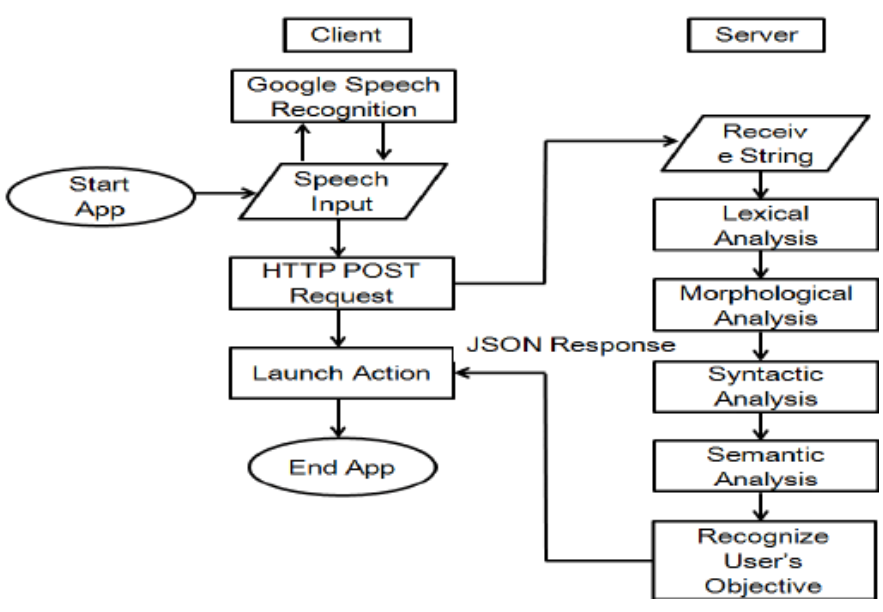 Client
Server
Google Speech
Recognition
Receiv
e String
Start
App
Speech
Input
Lexical
Analysis
HTTP POST
Request
Morphological
Analysis
JSON Response
Launch Action
Syntactic
Analysis
End App
Semantic
Analysis
Recognize
User's
Objective